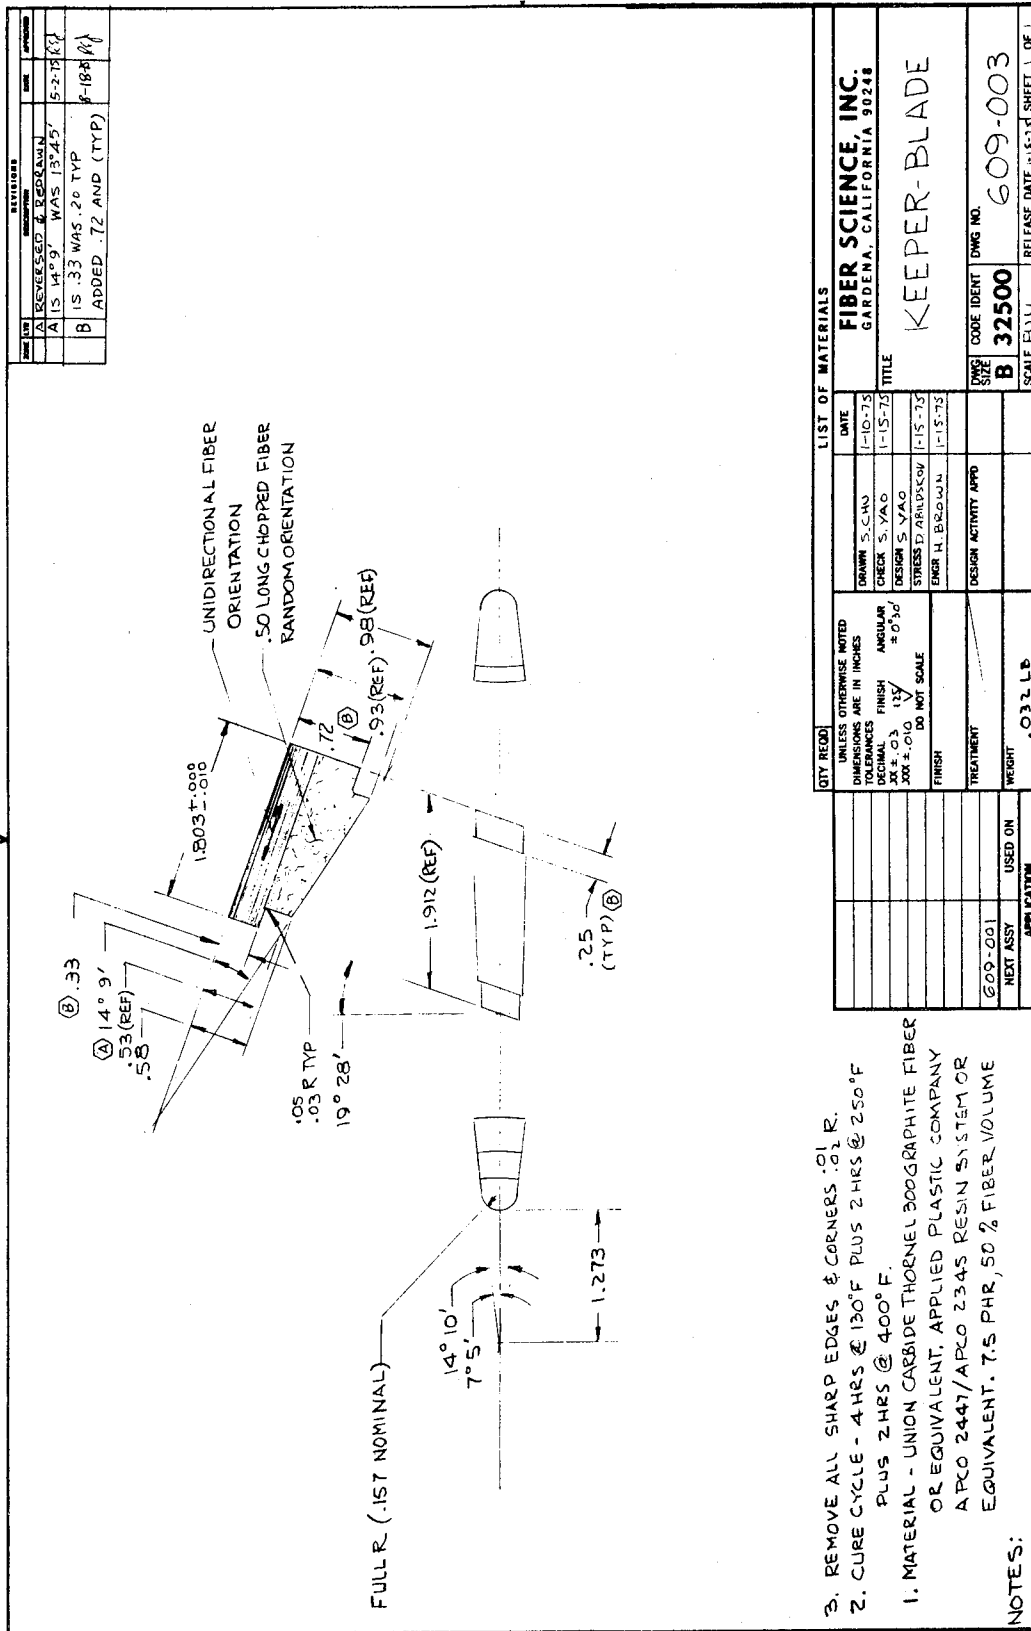 REVISIONS
ZONE LTR DESCRIPTION DATE APPROVED
A REVERSED & REDRAWN
A IS 14°9' WAS 13°45' 5-2-75
B IS .33 WAS .20 TYP
ADDED .72 AND (TYP)
UNIDIRECTIONAL FIBER
ORIENTATION
.50 LONG CHOPPED FIBER
RANDOM ORIENTATION
1.803 +.000
-.010
.72
B
.93(REF)
.98(REF)
B .33
A 14° 9'
.53(REF)
.58
.05
.03 R TYP
19° 28'
1.912(REF)
.25
(TYP) B
FULL R (.157 NOMINAL)
14° 10'
7° 5'
1.273
3. REMOVE ALL SHARP EDGES & CORNERS .01
.02 R.
2. CURE CYCLE - 4 HRS @ 130°F PLUS 2 HRS @ 250°F
PLUS 2 HRS @ 400°F.
1. MATERIAL - UNION CARBIDE THORNEL 300 GRAPHITE FIBER
OR EQUIVALENT, APPLIED PLASTIC COMPANY
APCO 2447/APCO 2345 RESIN SYSTEM OR
EQUIVALENT. 7.5 PHR, 50 % FIBER VOLUME
NOTES:
QTY REQD LIST OF MATERIALS
UNLESS OTHERWISE NOTED
DIMENSIONS ARE IN INCHES
TOLERANCES
DECIMAL FINISH ANGULAR
.XX ± .03 125 ± 0°30'
.XXX ± .010
DO NOT SCALE
FINISH
TREATMENT
WEIGHT .032 LB
609-001
NEXT ASSY USED ON
APPLICATION
DATE
DRAWN S. CHU 1-10-75
CHECK S. YAO 1-15-75
DESIGN S YAO
STRESS D. ABILDSKOV 1-15-75
ENGR H. BROWN 1-15-75
DESIGN ACTIVITY APPD
FIBER SCIENCE, INC.
GARDENA, CALIFORNIA 90248
TITLE
KEEPER-BLADE
DWG SIZE CODE IDENT DWG NO.
B 32500 609-003
SCALE FULL RELEASE DATE SHEET 1 OF 1